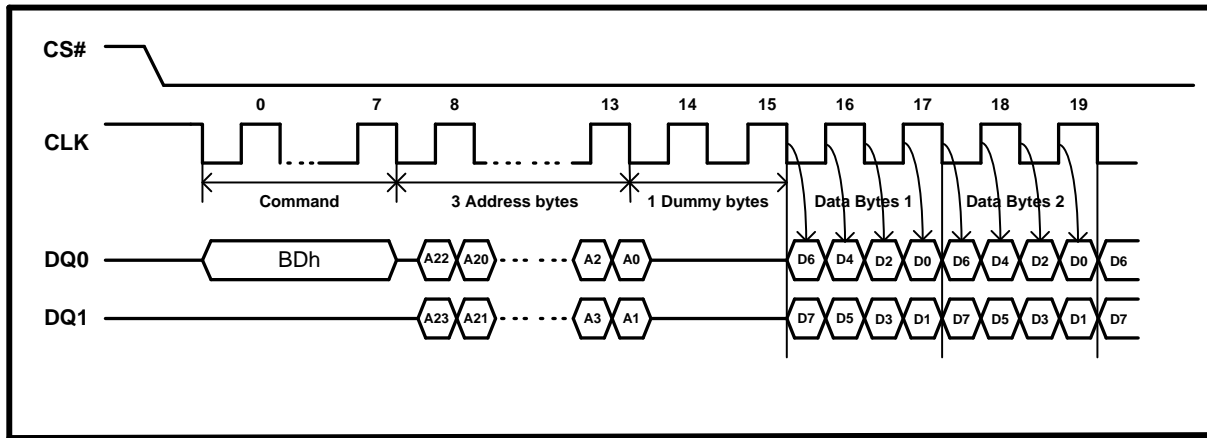 CS#
0 7 8 13 14 15 16 17 18 19
CLK
Command 3 Address bytes 1 Dummy bytes Data Bytes 1 Data Bytes 2
DQ0 BDh A22 A20 A2 A0 D6 D4 D2 D0 D6 D4 D2 D0 D6
DQ1 A23 A21 A3 A1 D7 D5 D3 D1 D7 D5 D3 D1 D7